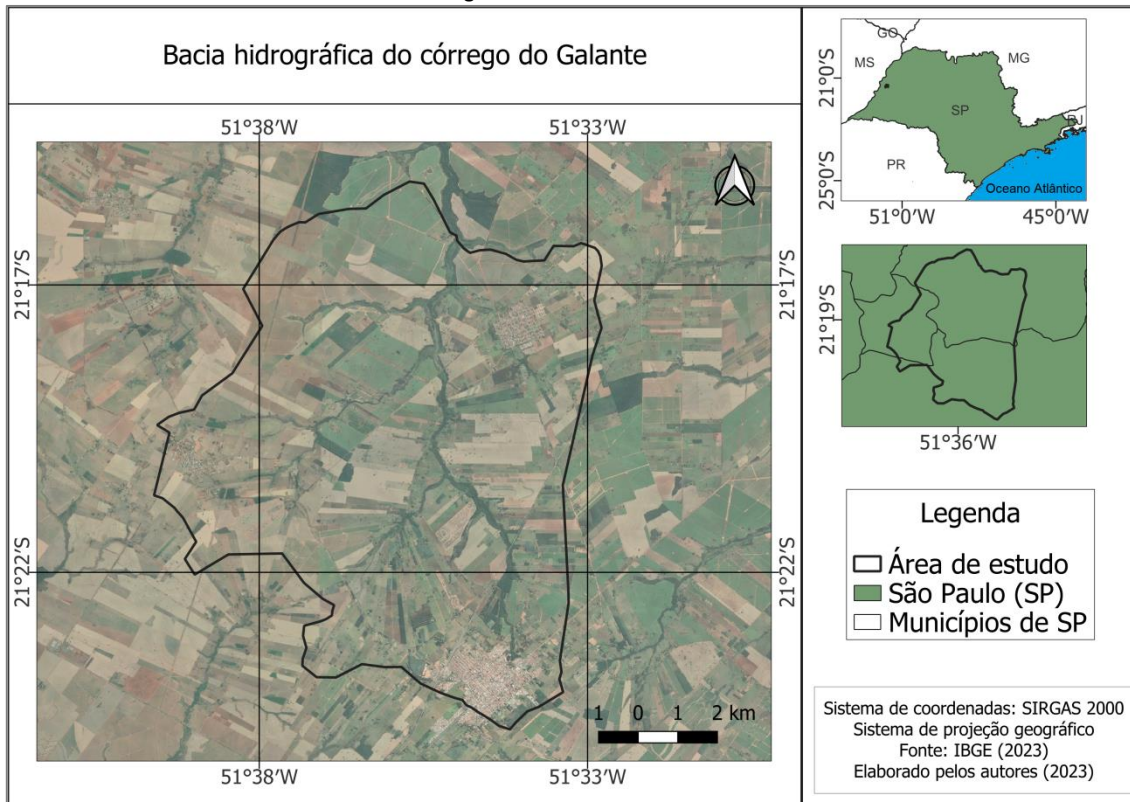 Bacia hidrográfica do córrego do Galante
51°38'W 51°33'W
21°17'S 21°17'S
21°22'S 21°22'S
1 0 1 2 km
51°38'W 51°33'W
GO
MS MG
21°0'S
SP
RJ
PR
25°0'S
Oceano Atlântico
51°0'W 45°0'W
21°19'S
51°36'W
Legenda
Área de estudo
São Paulo (SP)
Municípios de SP
Sistema de coordenadas: SIRGAS 2000
Sistema de projeção geográfico
Fonte: IBGE (2023)
Elaborado pelos autores (2023)